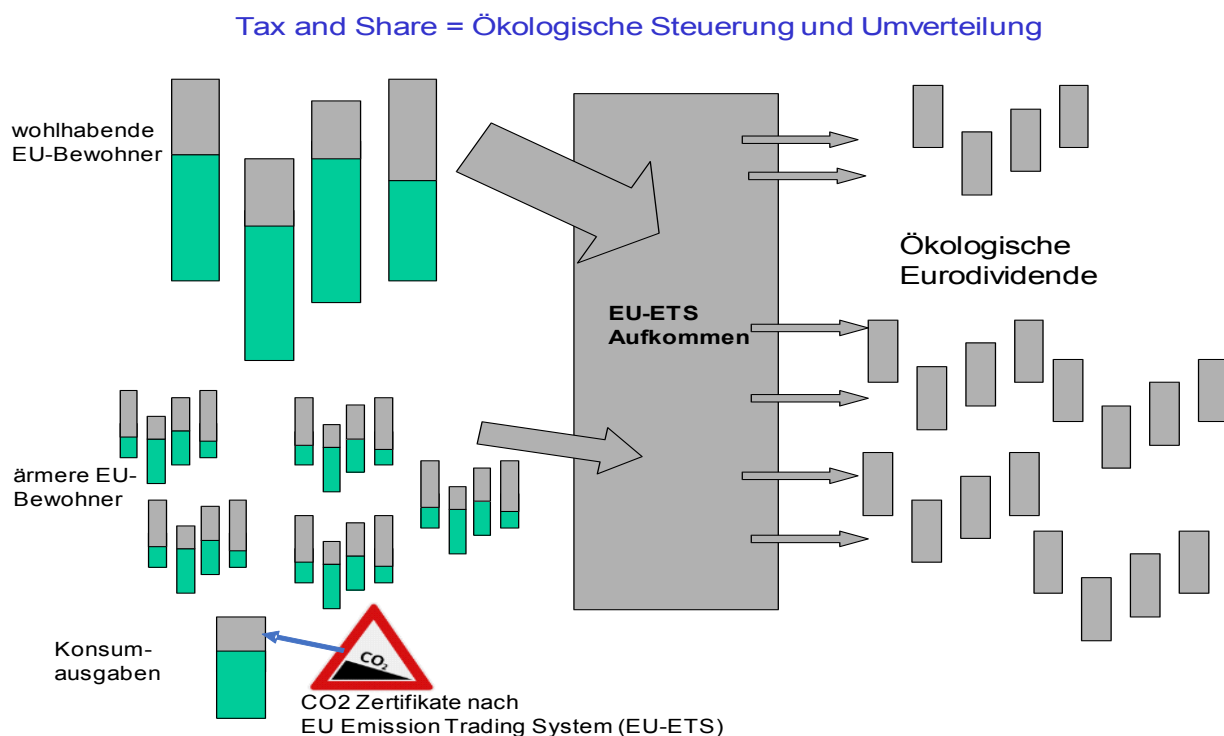 Tax and Share = Ökologische Steuerung und Umverteilung
wohlhabende
EU-Bewohner
Ökologische
Eurodividende
EU-ETS
Aufkommen
ärmere EU-
Bewohner
Konsum-
ausgaben
CO2
CO2 Zertifikate nach
EU Emission Trading System (EU-ETS)